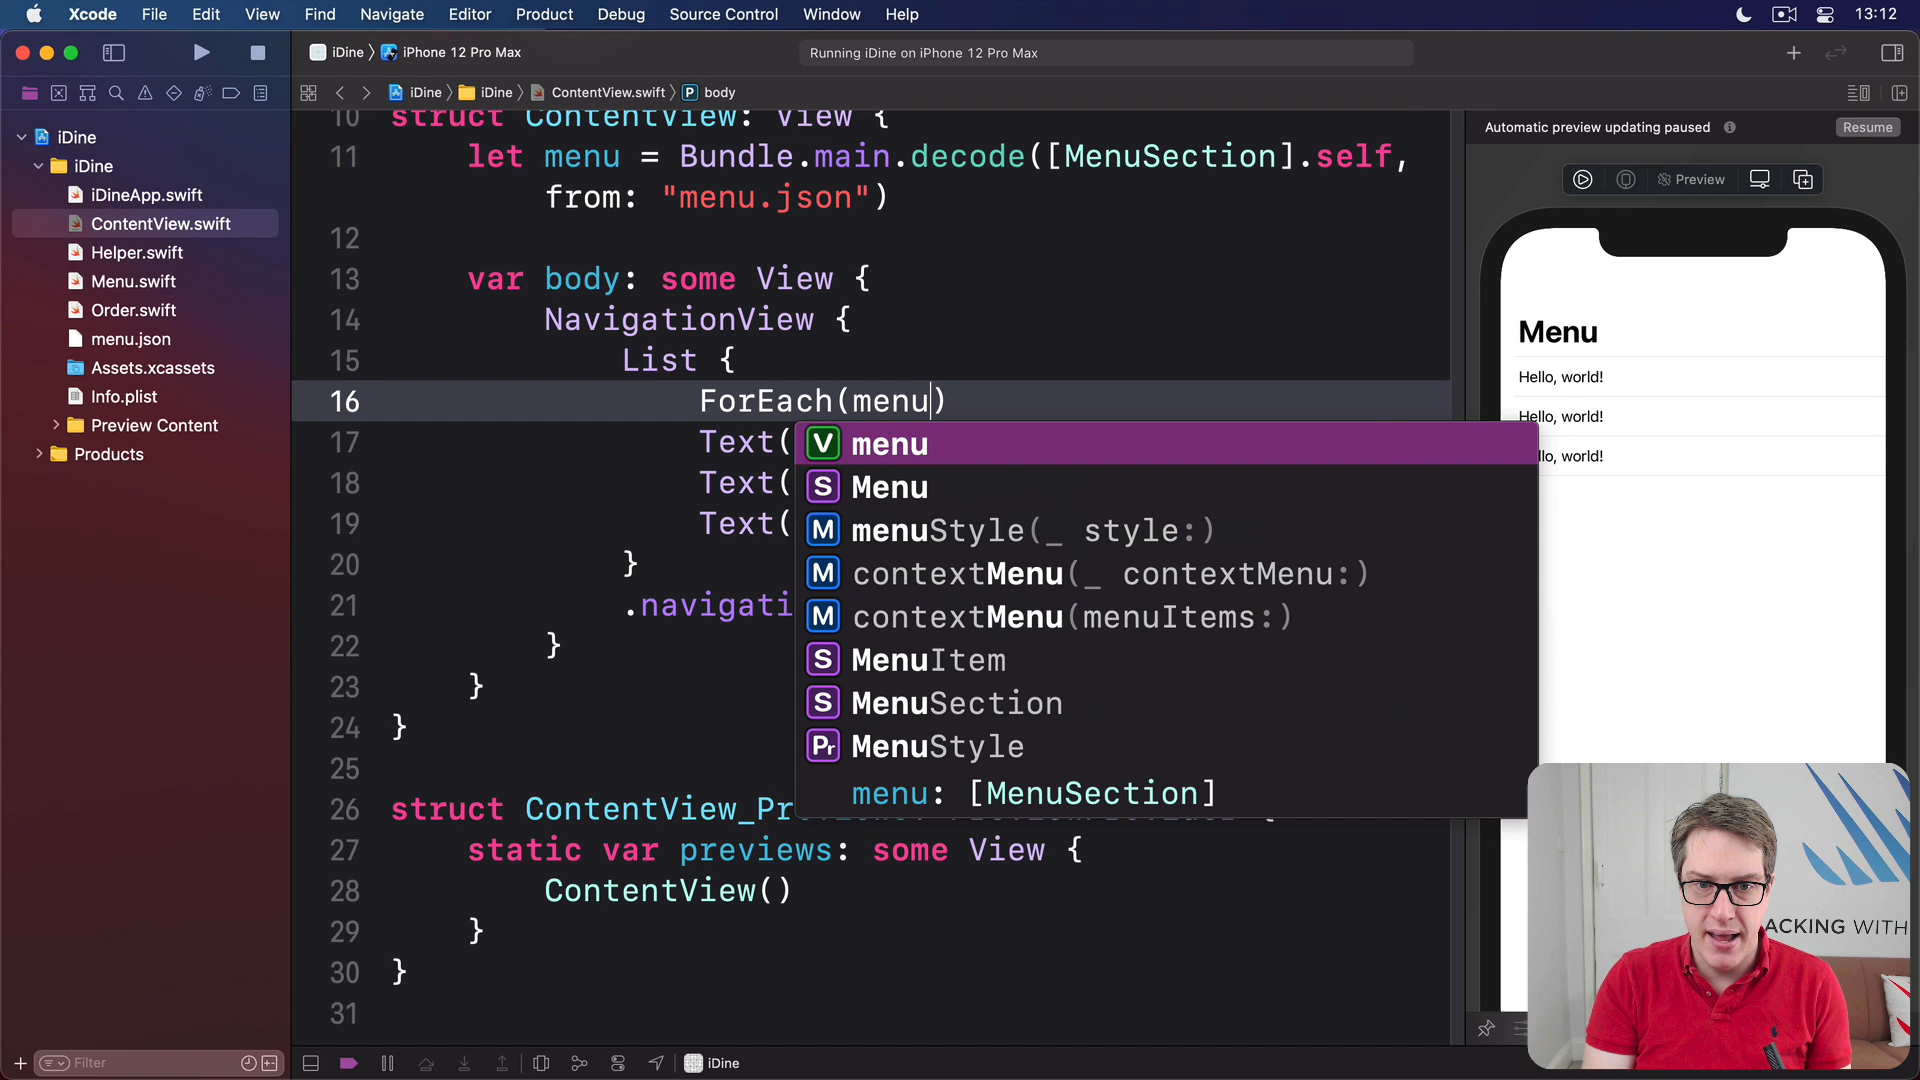 Xcode File Edit View Find Navigate Editor Product Debug Source Control Window Help 13:12
iDine iPhone 12 Pro Max Running iDine on iPhone 12 Pro Max
iDine iDine ContentView.swift P body
iDine
iDine
iDineApp.swift
ContentView.swift
Helper.swift
Menu.swift
Order.swift
menu.json
Assets.xcassets
Info.plist
Preview Content
Products
Filter
10 struct ContentView: View {
11 let menu = Bundle.main.decode([MenuSection].self,
from: "menu.json")
12
13 var body: some View {
14 NavigationView {
15 List {
16 ForEach(menu)
17 Text(
18 Text(
19 Text(
20 }
21 .navigati
22 }
23 }
24 }
25
26 struct ContentView_Pr
27 static var previews: some View {
28 ContentView()
29 }
30 }
31
V menu
S Menu
M menuStyle(_ style:)
M contextMenu(_ contextMenu:)
M contextMenu(menuItems:)
S MenuItem
S MenuSection
Pr MenuStyle
menu: [MenuSection]
iDine
Automatic preview updating paused Resume
Preview
Menu
Hello, world!
Hello, world!
llo, world!
ACKING WITH